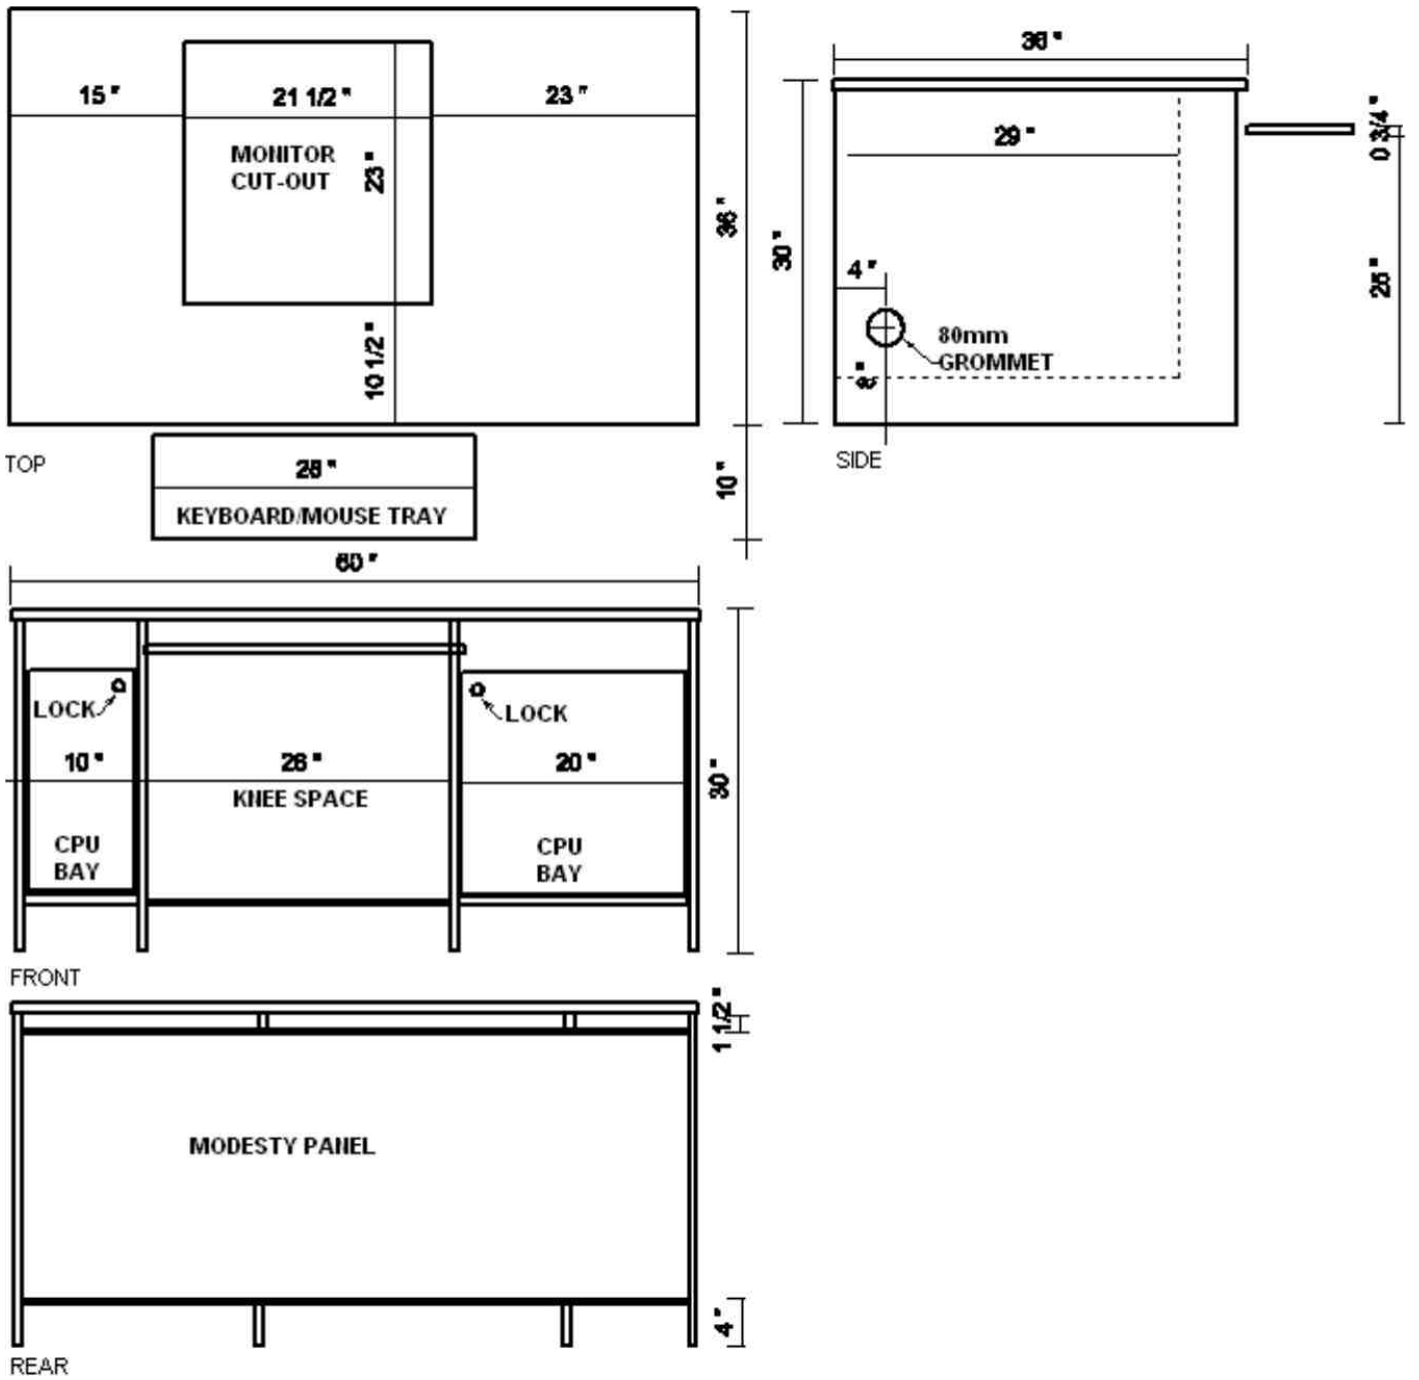 15 "
21 1/2 "
23 "
MONITOR
CUT-OUT
23 "
10 1/2 "
36 "
TOP
28 "
KEYBOARD/MOUSE TRAY
10 "
36 "
30 "
29 "
0 3/4 "
4 "
80mm
GROMMET
8 "
25 "
SIDE
60 "
LOCK
LOCK
10 "
26 "
20 "
KNEE SPACE
30 "
CPU
BAY
CPU
BAY
FRONT
1 1/2 "
MODESTY PANEL
4 "
REAR